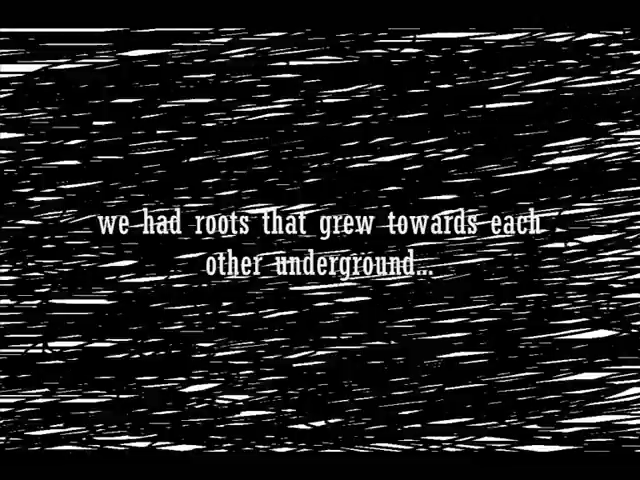 we had roots that grew towards each
other underground...